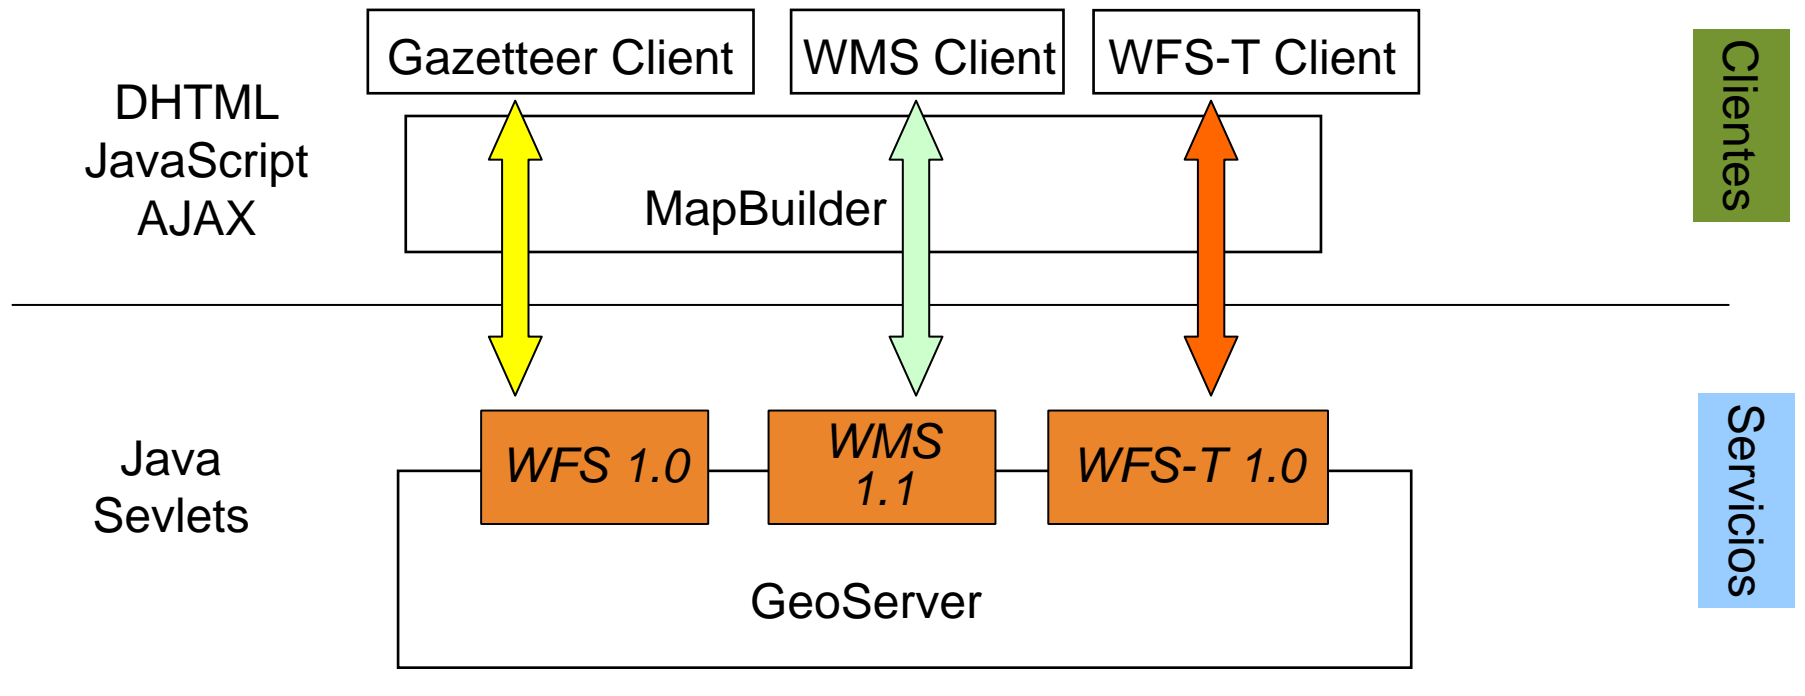 Gazetteer Client
WMS Client
WFS-T Client
DHTML
JavaScript
AJAX
MapBuilder
Clientes
Java
Sevlets
WFS 1.0
WMS
1.1
WFS-T 1.0
GeoServer
Servicios